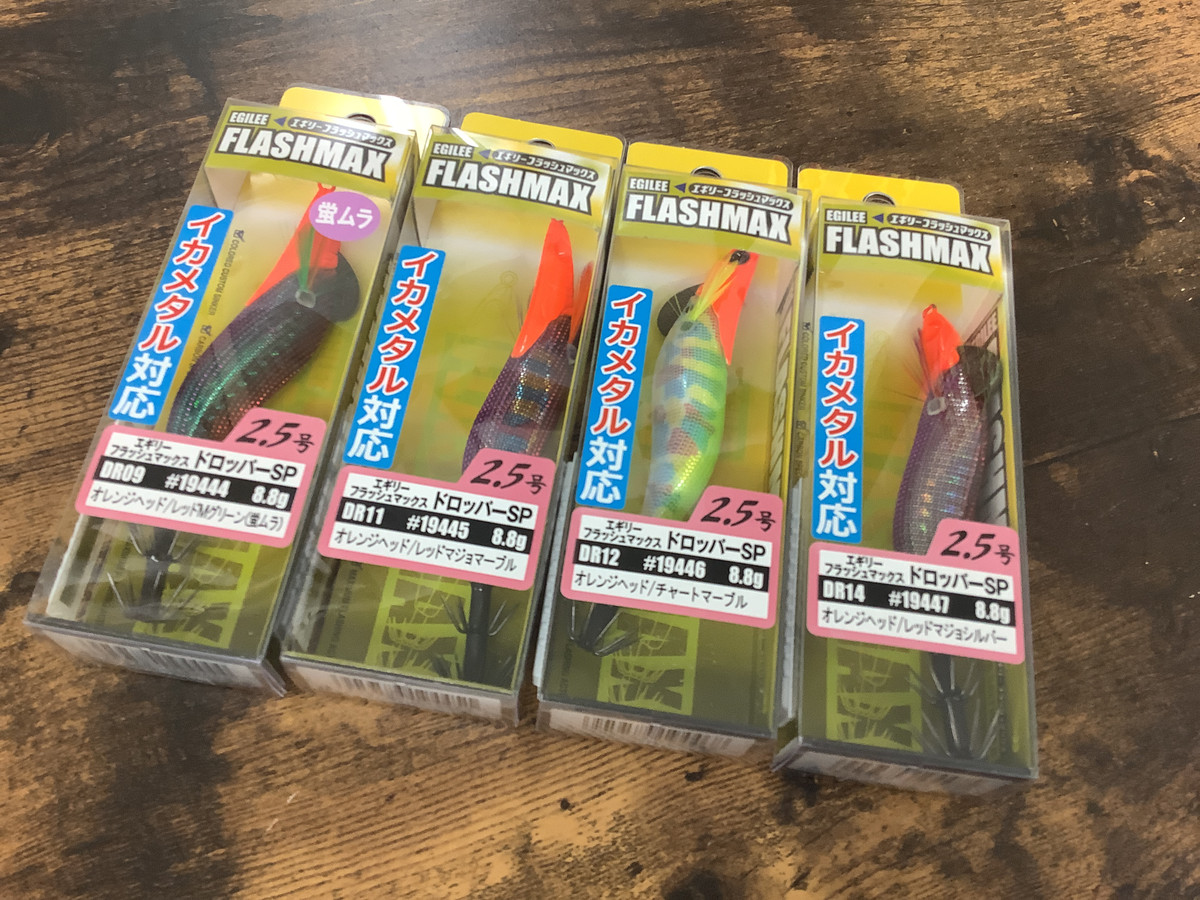 EGILEE エギリーフラッシュマックス
FLASHMAX
蛍ムラ
イカメタル対応
COLORED CUSTOM SINKER
2.5号
エギリー
フラッシュマックス ドロッパーSP
DR09 #19444 8.8g
オレンジヘッド/レッドMグリーン(蛍ムラ)
EGILEE エギリーフラッシュマックス
FLASHMAX
イカメタル対応
2.5号
エギリー
フラッシュマックス ドロッパーSP
DR11 #19445 8.8g
オレンジヘッド/レッドマジョマーブル
EGILEE エギリーフラッシュマックス
FLASHMAX
イカメタル対応
2.5号
エギリー
フラッシュマックス ドロッパーSP
DR12 #19446 8.8g
オレンジヘッド/チャートマーブル
EGILEE エギリーフラッシュマックス
FLASHMAX
イカメタル対応
2.5号
エギリー
フラッシュマックス ドロッパーSP
DR14 #19447 8.8g
オレンジヘッド/レッドマジョシルバー